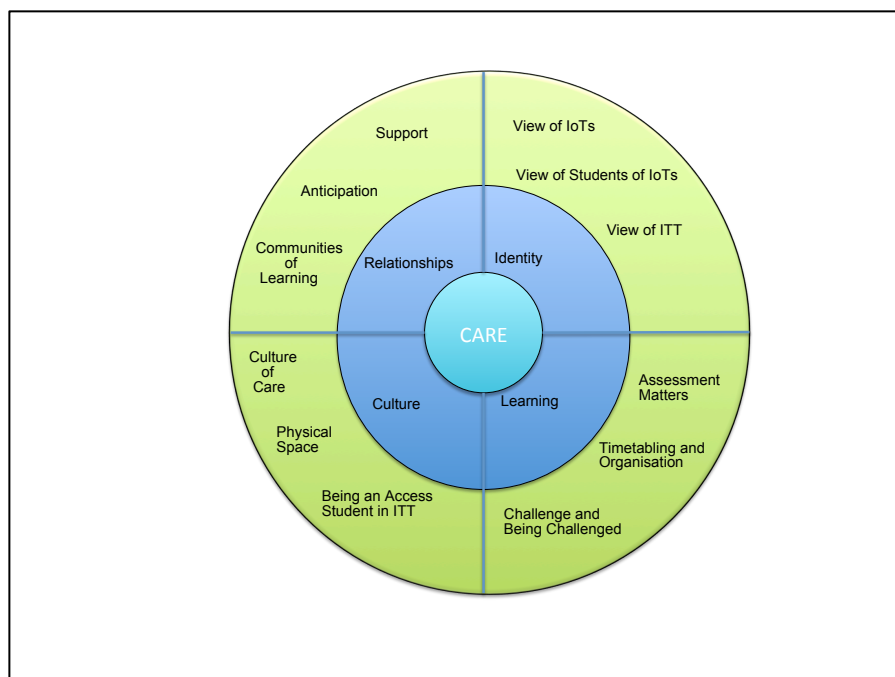 Support
Anticipation
Communities
of
Learning
Relationships
View of IoTs
View of Students of IoTs
View of ITT
Identity
CARE
Culture
of
Care
Physical
Space
Being an Access
Student in ITT
Culture
Learning
Assessment
Matters
Timetabling and
Organisation
Challenge and
Being Challenged